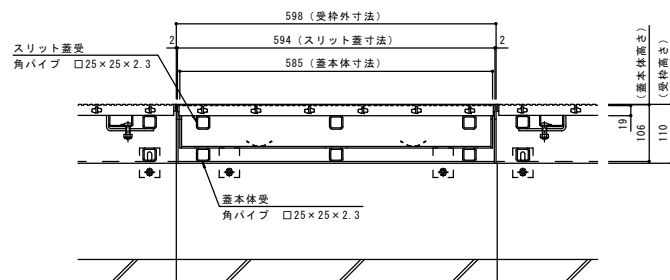 598（受枠外寸法）
2
594（スリット蓋寸法）
2
585（蓋本体寸法）
スリット蓋受
角パイプ　□25×25×2.3
（蓋本体高さ）
（受枠高さ）
19
106
110
蓋本体受
角パイプ　□25×25×2.3